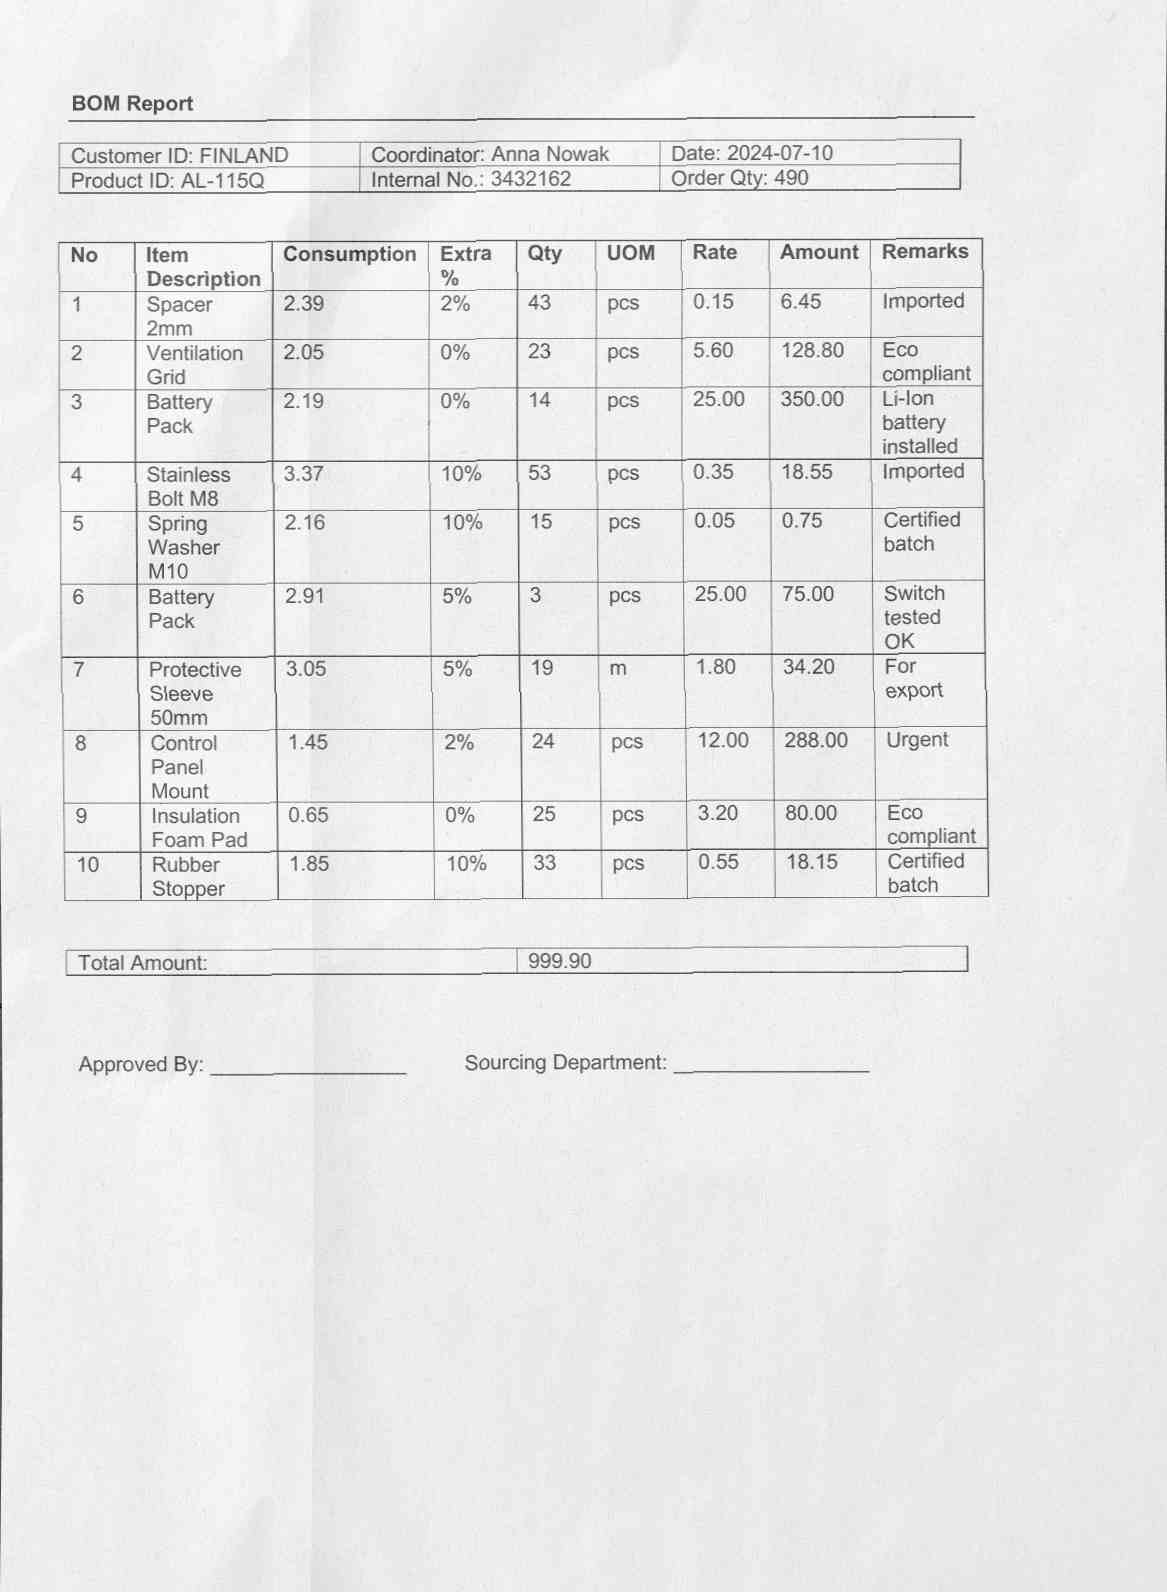 BOM Report
Customer ID: FINLAND Coordinator: Anna Nowak Date: 2024-07-10
Product ID: AL-115Q Internal No.: 3432162 Order Qty: 490
No Item Description Consumption Extra % Qty UOM Rate Amount Remarks
1 Spacer 2mm 2.39 2% 43 pcs 0.15 6.45 Imported
2 Ventilation Grid 2.05 0% 23 pcs 5.60 128.80 Eco compliant
3 Battery Pack 2.19 0% 14 pcs 25.00 350.00 Li-Ion battery installed
4 Stainless Bolt M8 3.37 10% 53 pcs 0.35 18.55 Imported
5 Spring Washer M10 2.16 10% 15 pcs 0.05 0.75 Certified batch
6 Battery Pack 2.91 5% 3 pcs 25.00 75.00 Switch tested OK
7 Protective Sleeve 50mm 3.05 5% 19 m 1.80 34.20 For export
8 Control Panel Mount 1.45 2% 24 pcs 12.00 288.00 Urgent
9 Insulation Foam Pad 0.65 0% 25 pcs 3.20 80.00 Eco compliant
10 Rubber Stopper 1.85 10% 33 pcs 0.55 18.15 Certified batch
Total Amount: 999.90
Approved By: Sourcing Department: